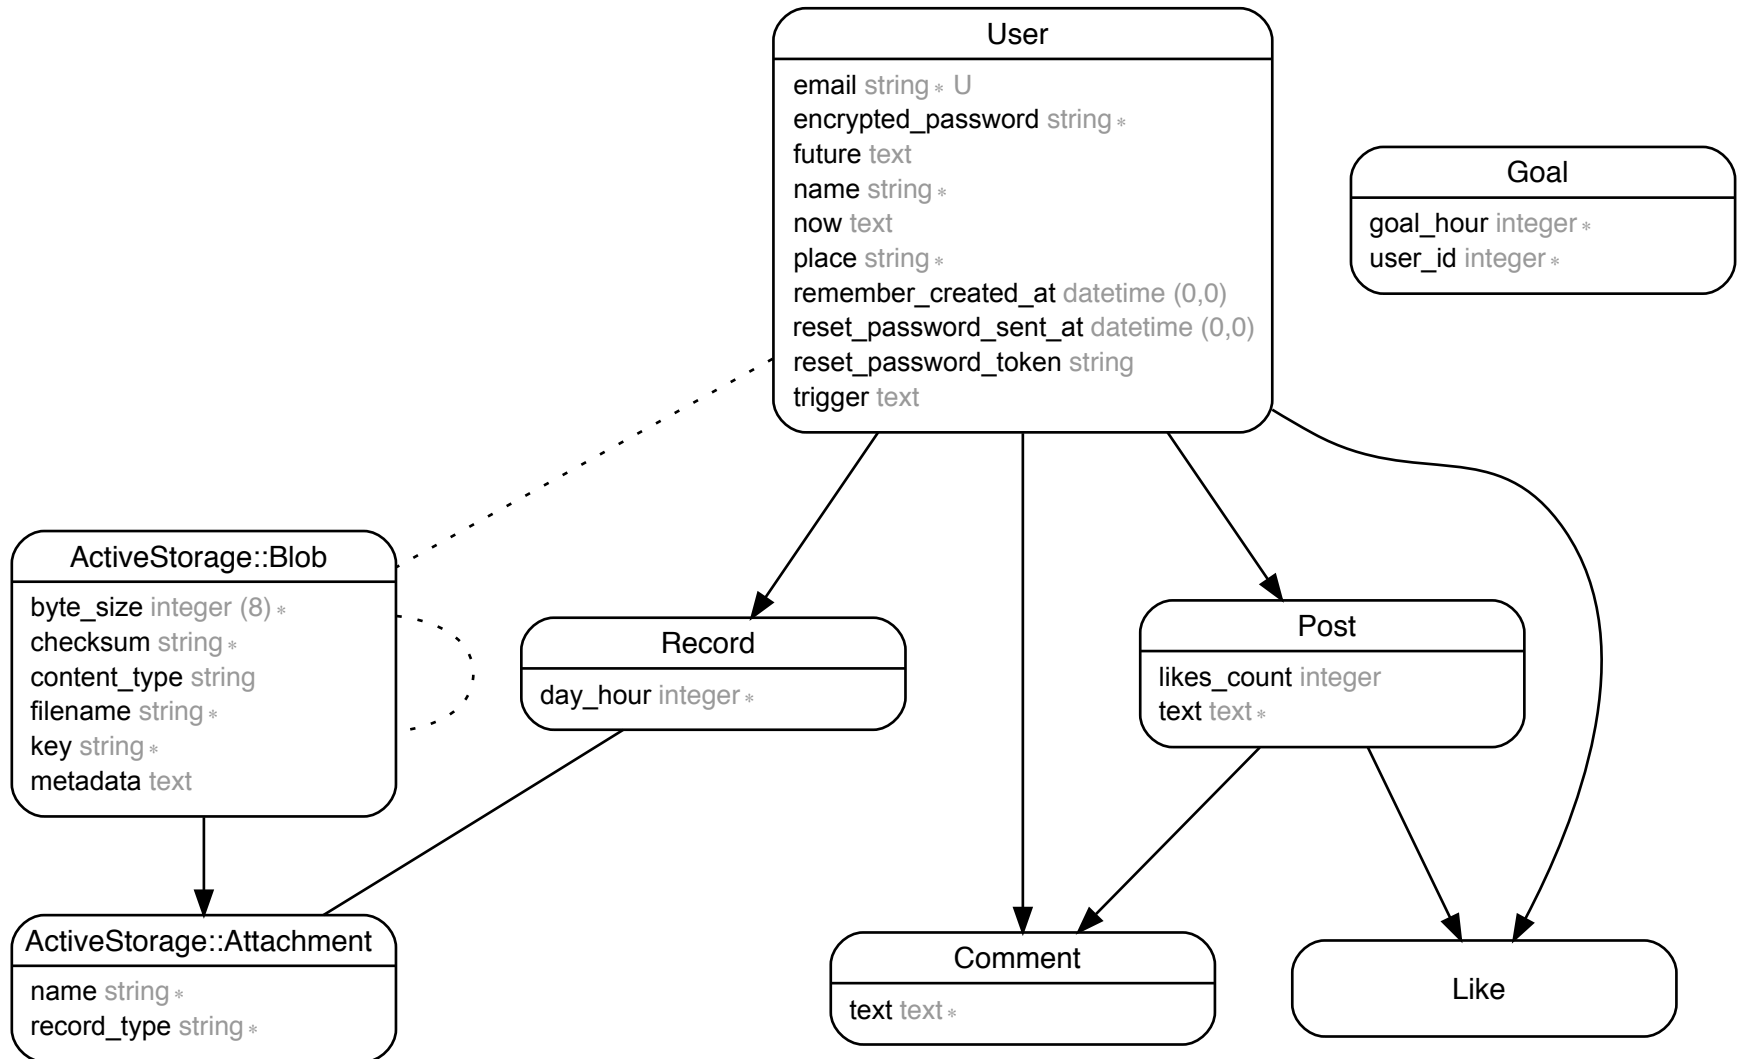 User
email string* U
encrypted_password string*
future text
name string*
now text
place string*
remember_created_at datetime (0,0)
reset_password_sent_at datetime (0,0)
reset_password_token string
trigger text
Goal
goal_hour integer*
user_id integer*
ActiveStorage::Blob
byte_size integer (8)*
checksum string*
content_type string
filename string*
key string*
metadata text
Record
day_hour integer*
Post
likes_count integer
text text*
ActiveStorage::Attachment
name string*
record_type string*
Comment
text text*
Like